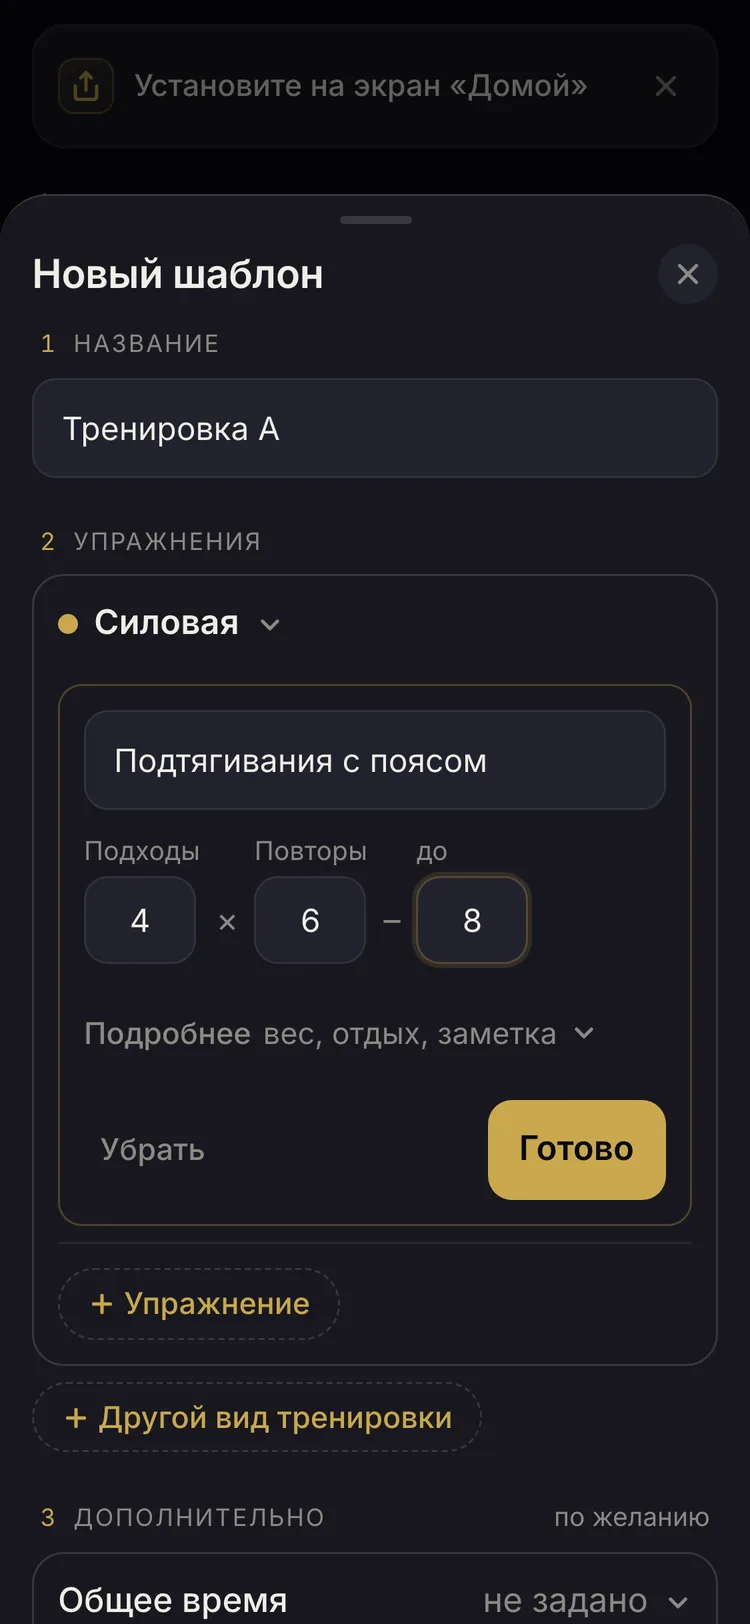 Установите на экран «Домой»
Новый шаблон
1 НАЗВАНИЕ
Тренировка А
2 УПРАЖНЕНИЯ
Силовая
Подтягивания с поясом
Подходы Повторы до
4 × 6 – 8
Подробнее вес, отдых, заметка
Убрать Готово
+ Упражнение
+ Другой вид тренировки
3 ДОПОЛНИТЕЛЬНО по желанию
Общее время не задано